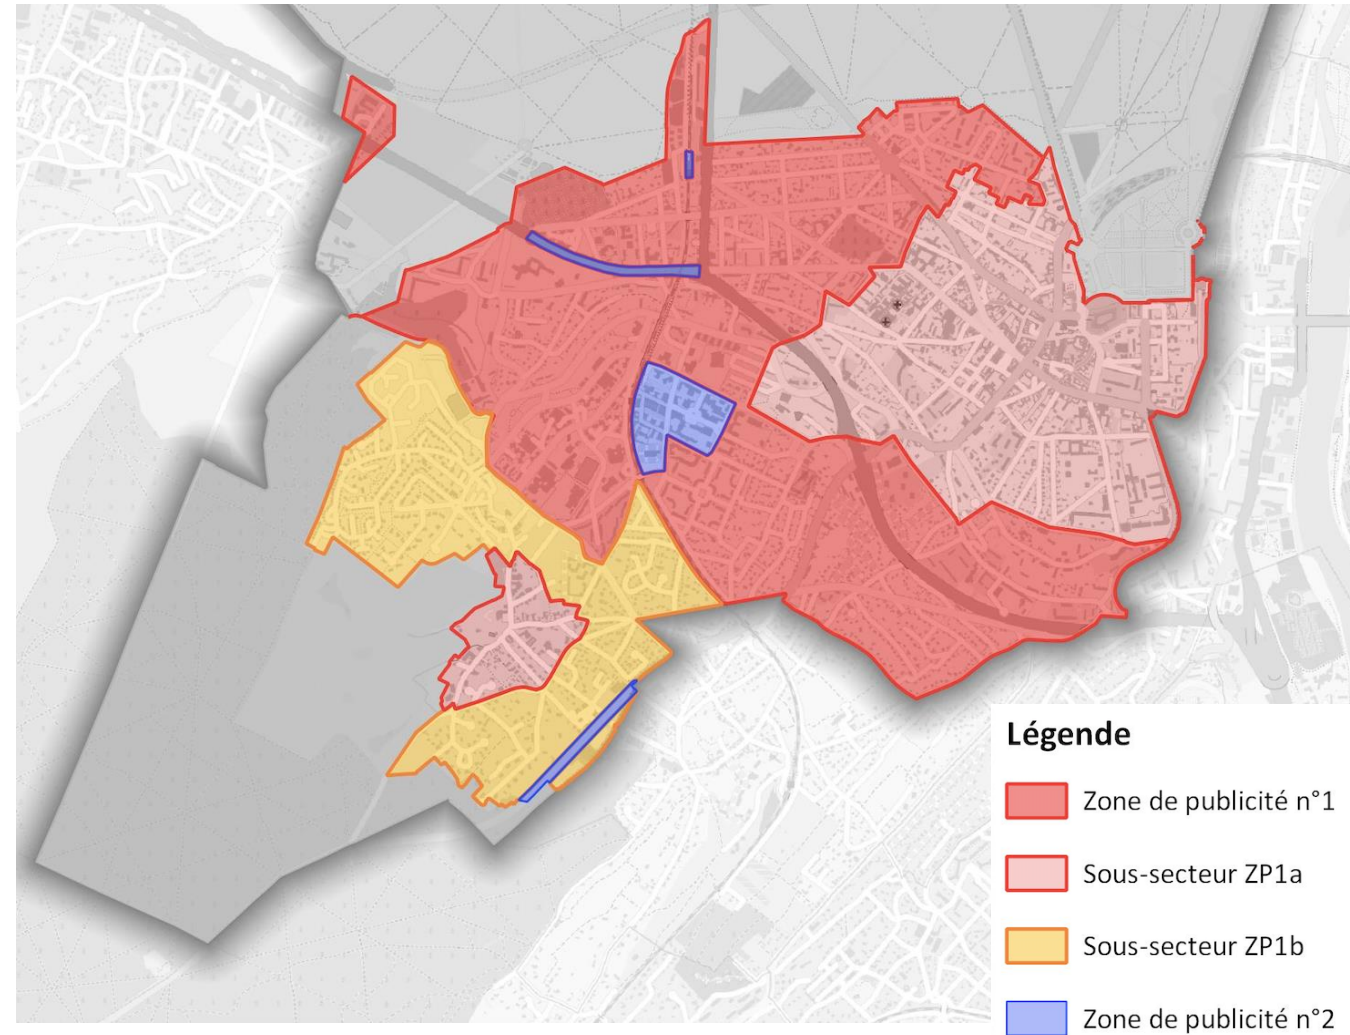 Légende
Zone de publicité n°1
Sous-secteur ZP1a
Sous-secteur ZP1b
Zone de publicité n°2